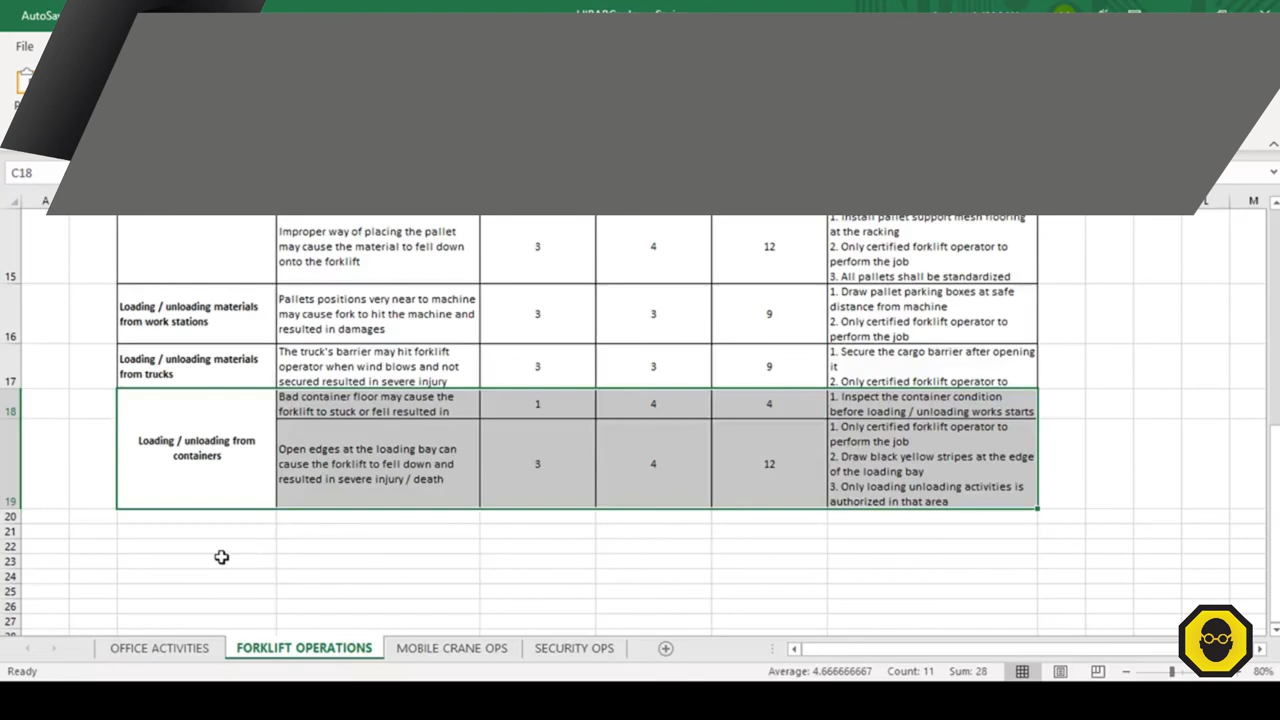 AutoSa
File
C18
A
M
Improper way of placing the pallet
may cause the material to fell down
onto the forklift
3
4
12
1. Install pallet support mesh flooring
at the racking
2. Only certified forklift operator to
perform the job
3. All pallets shall be standardized
15
Loading / unloading materials
from work stations
Pallets positions very near to machine
may cause fork to hit the machine and
resulted in damages
3
3
9
1. Draw pallet parking boxes at safe
distance from machine
2. Only certified forklift operator to
perform the job
16
Loading / unloading materials
from trucks
The truck's barrier may hit forklift
operator when wind blows and not
secured resulted in severe injury
3
3
9
1. Secure the cargo barrier after opening
it
2. Only certified forklift operator to
17
Loading / unloading from
containers
Bad container floor may cause the
forklift to stuck or fell resulted in
1
4
4
1. Inspect the container condition
before loading / unloading works starts
18
Open edges at the loading bay can
cause the forklift to fell down and
resulted in severe injury / death
3
4
12
1. Only certified forklift operator to
perform the job
2. Draw black yellow stripes at the edge
of the loading bay
3. Only loading unloading activities is
authorized in that area
19
20
21
22
23
24
25
26
27
OFFICE ACTIVITIES FORKLIFT OPERATIONS MOBILE CRANE OPS SECURITY OPS
Ready Average: 4.666666667 Count: 11 Sum: 28 80%